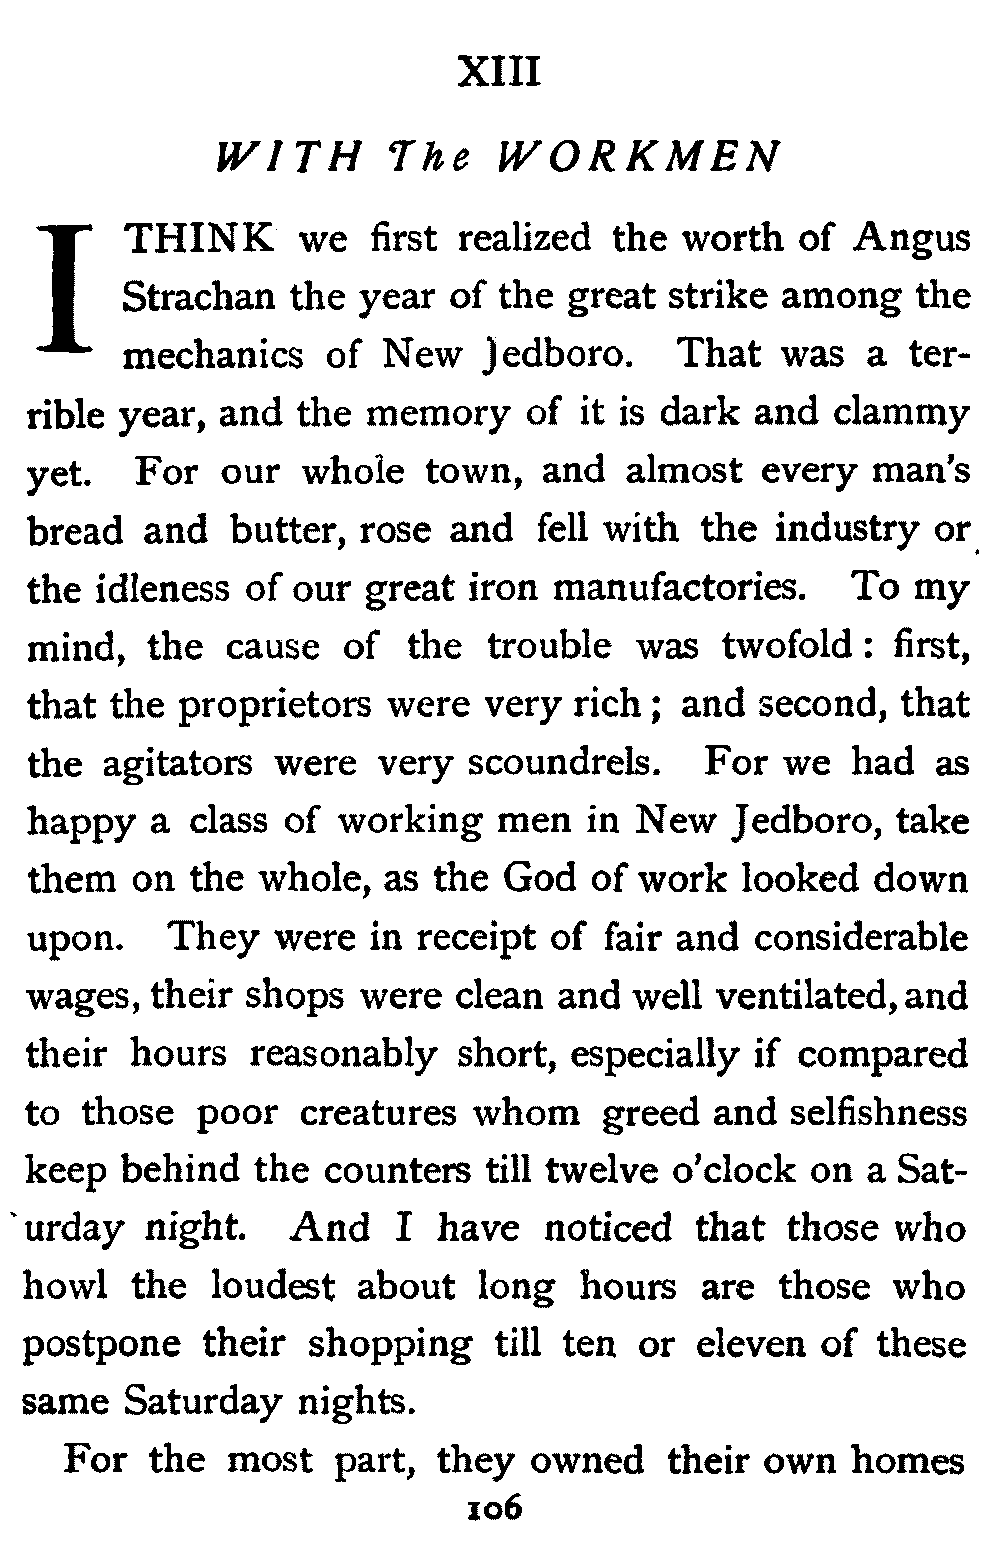 XIII
WITH The WORKMEN
I THINK we first realized the worth of Angus
Strachan the year of the great strike among the
mechanics of New Jedboro. That was a ter-
rible year, and the memory of it is dark and clammy
yet. For our whole town, and almost every man's
bread and butter, rose and fell with the industry or
the idleness of our great iron manufactories. To my
mind, the cause of the trouble was twofold : first,
that the proprietors were very rich ; and second, that
the agitators were very scoundrels. For we had as
happy a class of working men in New Jedboro, take
them on the whole, as the God of work looked down
upon. They were in receipt of fair and considerable
wages, their shops were clean and well ventilated, and
their hours reasonably short, especially if compared
to those poor creatures whom greed and selfishness
keep behind the counters till twelve o'clock on a Sat-
urday night. And I have noticed that those who
howl the loudest about long hours are those who
postpone their shopping till ten or eleven of these
same Saturday nights.
For the most part, they owned their own homes
106